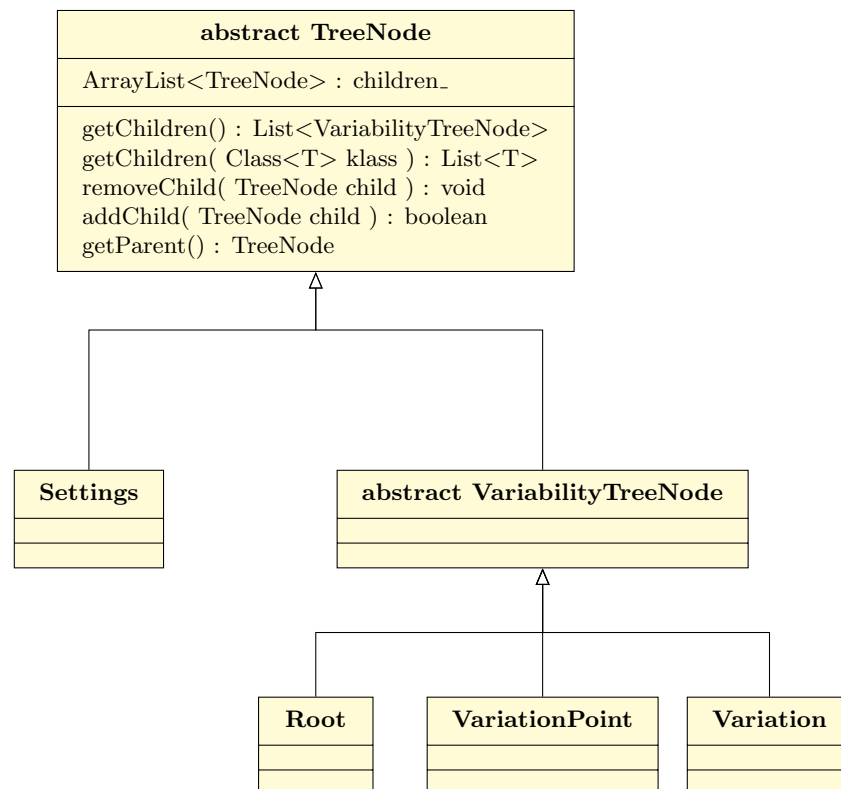 abstract TreeNode
ArrayList<TreeNode> : children_
getChildren() : List<VariabilityTreeNode>
getChildren( Class<T> klass ) : List<T>
removeChild( TreeNode child ) : void
addChild( TreeNode child ) : boolean
getParent() : TreeNode
Settings
abstract VariabilityTreeNode
Root
VariationPoint
Variation